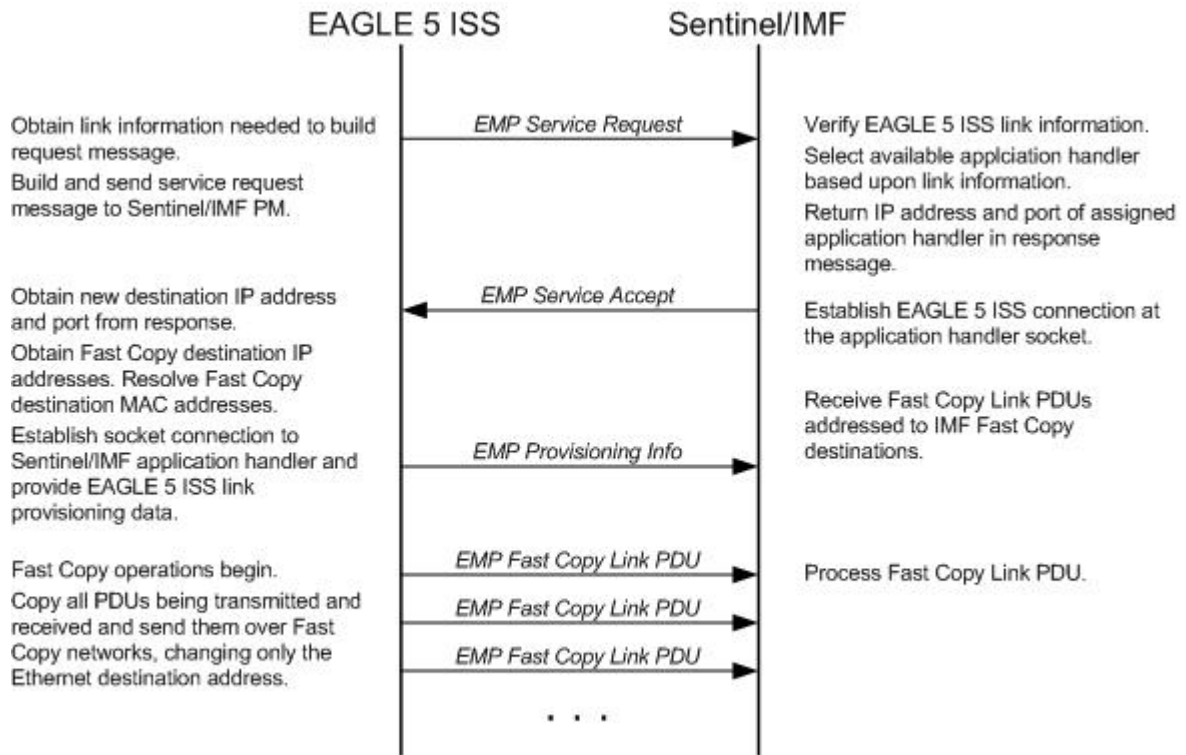 EAGLE 5 ISS
Sentinel/IMF
Obtain link information needed to build
request message.
Build and send service request
message to Sentinel/IMF PM.
EMP Service Request
Verify EAGLE 5 ISS link information.
Select available applciation handler
based upon link information.
Return IP address and port of assigned
application handler in response
message.
Obtain new destination IP address
and port from response.
Obtain Fast Copy destination IP
addresses. Resolve Fast Copy
destination MAC addresses.
Establish socket connection to
Sentinel/IMF application handler and
provide EAGLE 5 ISS link
provisioning data.
EMP Service Accept
Establish EAGLE 5 ISS connection at
the application handler socket.
Receive Fast Copy Link PDUs
addressed to IMF Fast Copy
destinations.
EMP Provisioning Info
Fast Copy operations begin.
Copy all PDUs being transmitted and
received and send them over Fast
Copy networks, changing only the
Ethernet destination address.
EMP Fast Copy Link PDU
EMP Fast Copy Link PDU
EMP Fast Copy Link PDU
Process Fast Copy Link PDU.
. . .